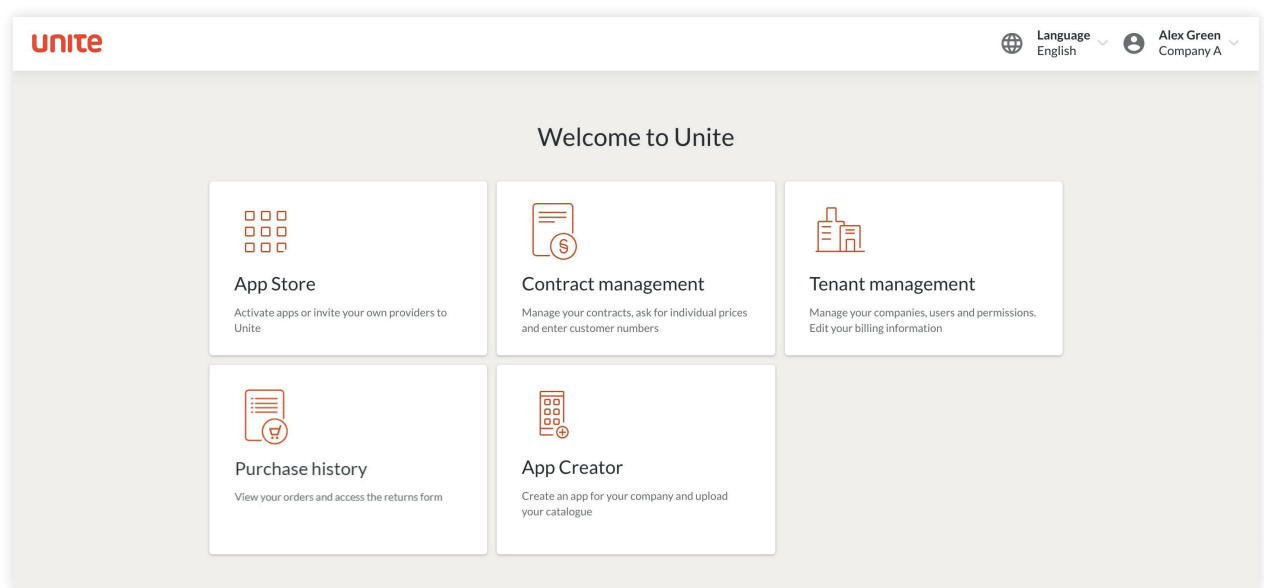 unite
Language
English
Alex Green
Company A
Welcome to Unite
App Store
Activate apps or invite your own providers to
Unite
§
Contract management
Manage your contracts, ask for individual prices
and enter customer numbers
Tenant management
Manage your companies, users and permissions.
Edit your billing information
Purchase history
View your orders and access the returns form
App Creator
Create an app for your company and upload
your catalogue